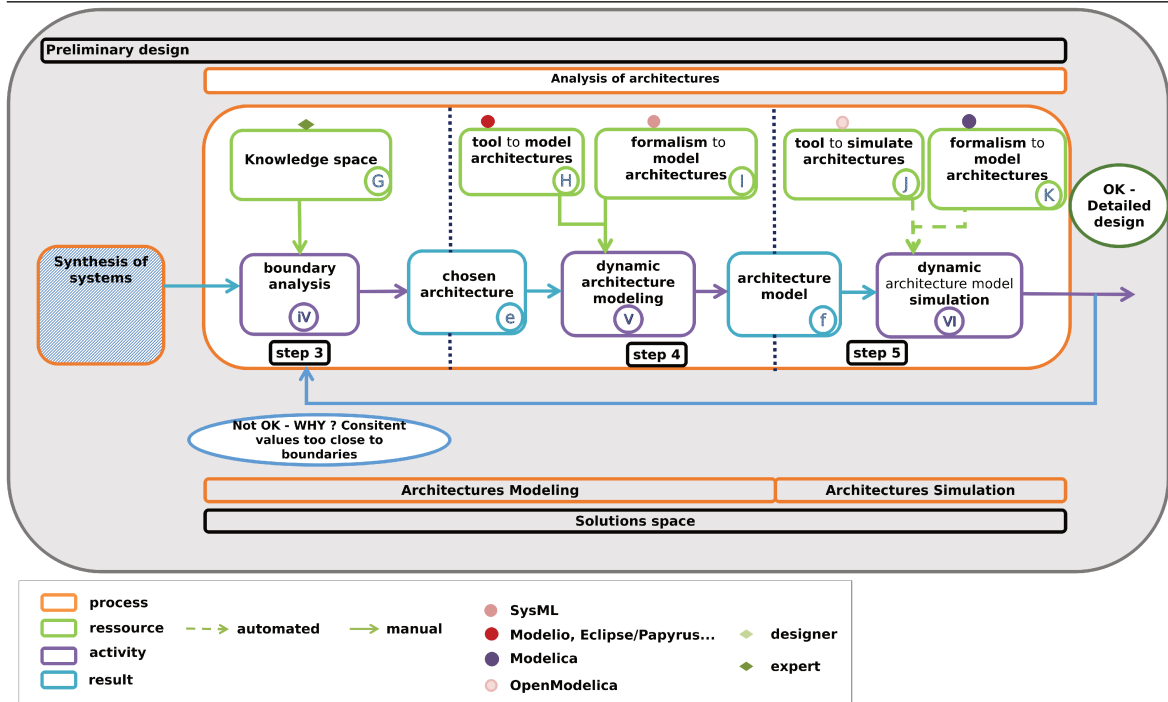 Preliminary design
Analysis of architectures
Knowledge space
G
tool to model
architectures
H
formalism to
model
architectures
I
tool to simulate
architectures
J
formalism to
model
architectures
K
OK -
Detailed
design
Synthesis of
systems
boundary
analysis
iV
chosen
architecture
e
dynamic
architecture
modeling
V
architecture
model
f
dynamic
architecture model
simulation
VI
step 3
step 4
step 5
Not OK - WHY ? Consitent
values too close to
boundaries
Architectures Modeling
Architectures Simulation
Solutions space
process
ressource
activity
result
automated
manual
SysML
Modelio, Eclipse/Papyrus...
Modelica
OpenModelica
designer
expert